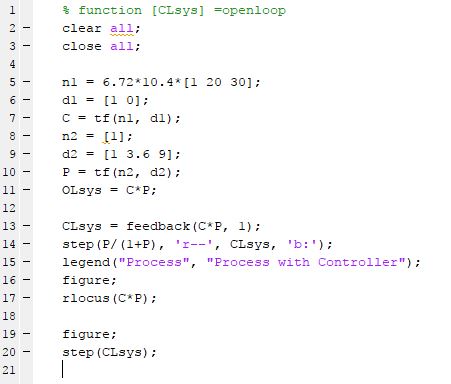 1 % function [CLsys] =openloop
2 - clear all;
3 - close all;
4
5 - n1 = 6.72*10.4*[1 20 30];
6 - d1 = [1 0];
7 - C = tf(n1, d1);
8 - n2 = [1];
9 - d2 = [1 3.6 9];
10 - P = tf(n2, d2);
11 - OLsys = C*P;
12
13 - CLsys = feedback(C*P, 1);
14 - step(P/(1+P), 'r--', CLsys, 'b:');
15 - legend("Process", "Process with Controller");
16 - figure;
17 - rlocus(C*P);
18
19 - figure;
20 - step(CLsys);
21